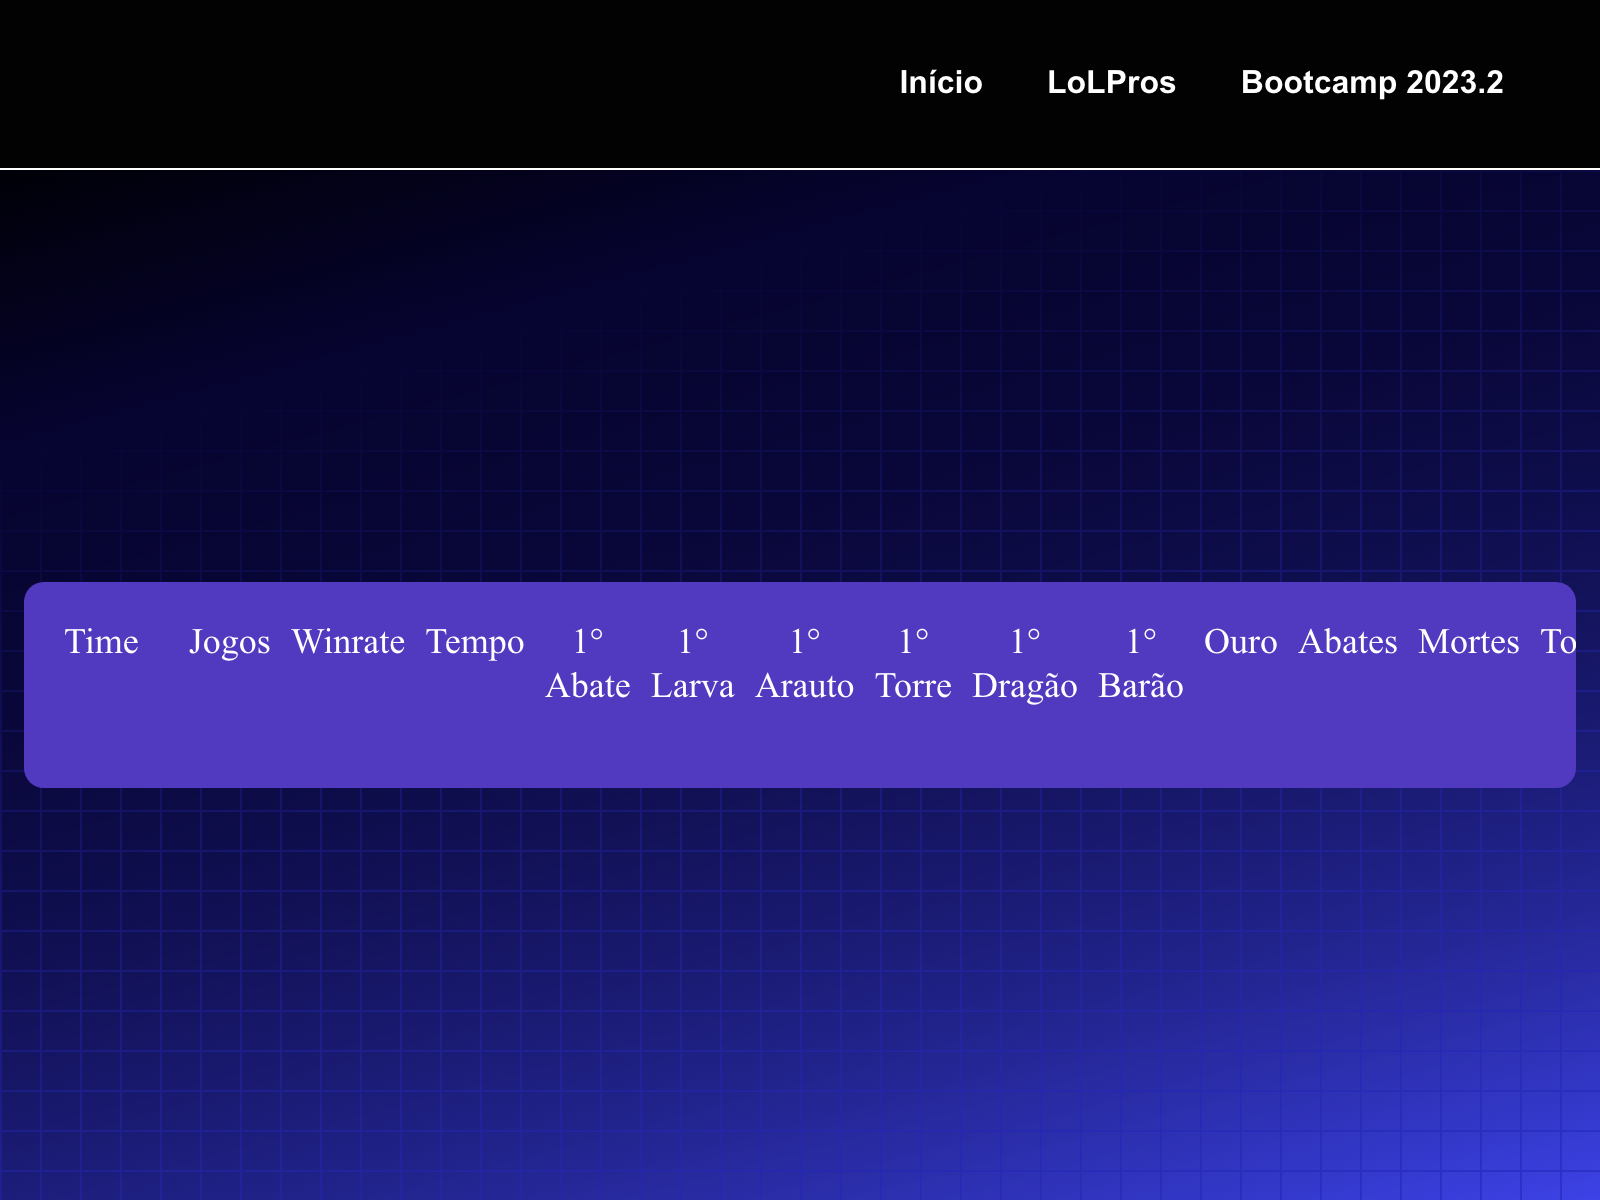 Início LoLPros Bootcamp 2023.2
Time Jogos Winrate Tempo 1° 1° 1° 1° 1° 1° Ouro Abates Mortes To
Abate Larva Arauto Torre Dragão Barão